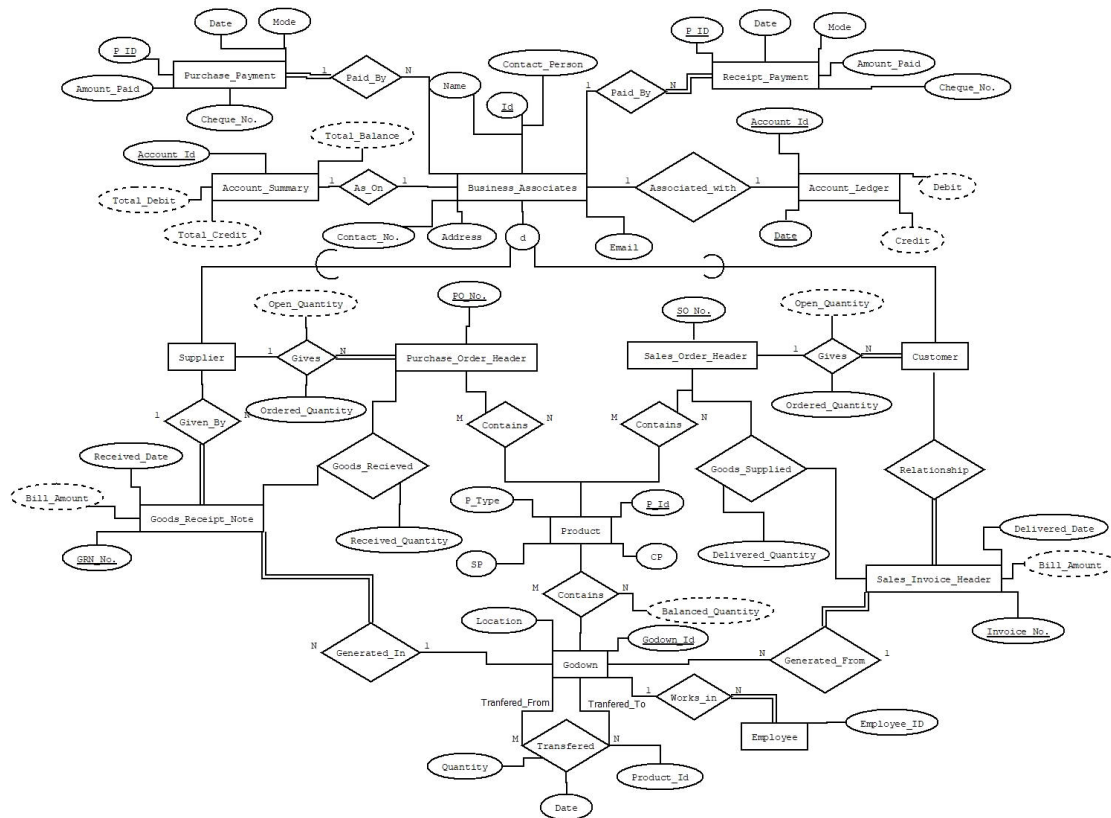 Date
Mode
P_ID
Purchase_Payment
1
Paid_By
N
Amount_Paid
Cheque_No.
Name
Contact_Person
Id
P_ID
Date
Mode
1
Paid_By
N
Receipt_Payment
Amount_Paid
Cheque_No.
Total_Balance
Account_Id
Account_Summary
1
As_On
1
Business_Associates
1
Associated_with
1
Account_Id
Account_Ledger
Debit
Total_Debit
Total_Credit
Contact_No.
Address
d
Email
Date
Credit
Open_Quantity
PO_No.
SO_No.
Open_Quantity
Supplier
1
Gives
N
Purchase_Order_Header
Sales_Order_Header
1
Gives
N
Customer
Ordered_Quantity
Ordered_Quantity
1
Given_By
N
M
Contains
N
M
Contains
N
Received_Date
Goods_Recieved
Goods_Supplied
Relationship
Bill_Amount
Goods_Receipt_Note
GRN_No.
Received_Quantity
P_Type
P_Id
Product
SP
CP
Delivered_Quantity
Delivered_Date
Sales_Invoice_Header
Bill_Amount
Invoice_No.
M
Contains
N
Balanced_Quantity
Location
Godown_Id
N
Generated_In
1
Godown
N
Generated_From
1
Tranfered_From
Tranfered_To
1
Works_in
N
Employee
Employee_ID
M
Transfered
N
Quantity
Product_Id
Date